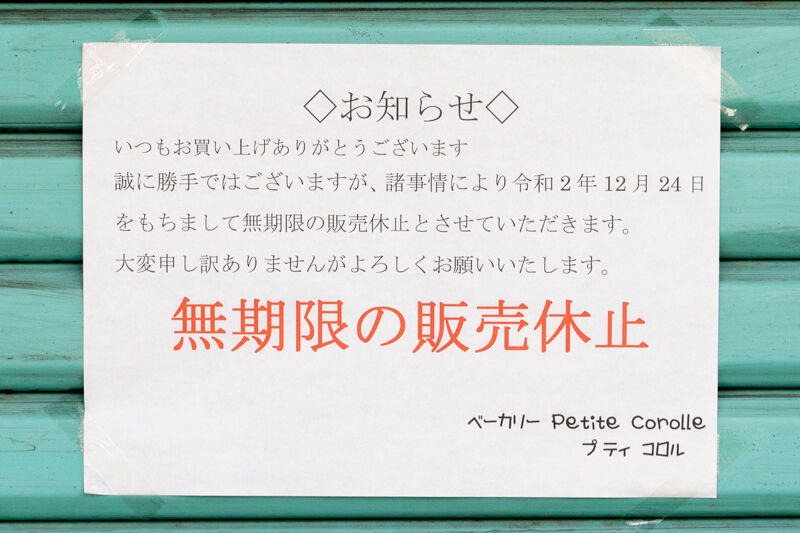 ◇お知らせ◇
いつもお買い上げありがとうございます
誠に勝手ではございますが、諸事情により令和2年12月24日
をもちまして無期限の販売休止とさせていただきます。
大変申し訳ありませんがよろしくお願いいたします。
無期限の販売休止
ベーカリー Petite Corolle
プティ コロル